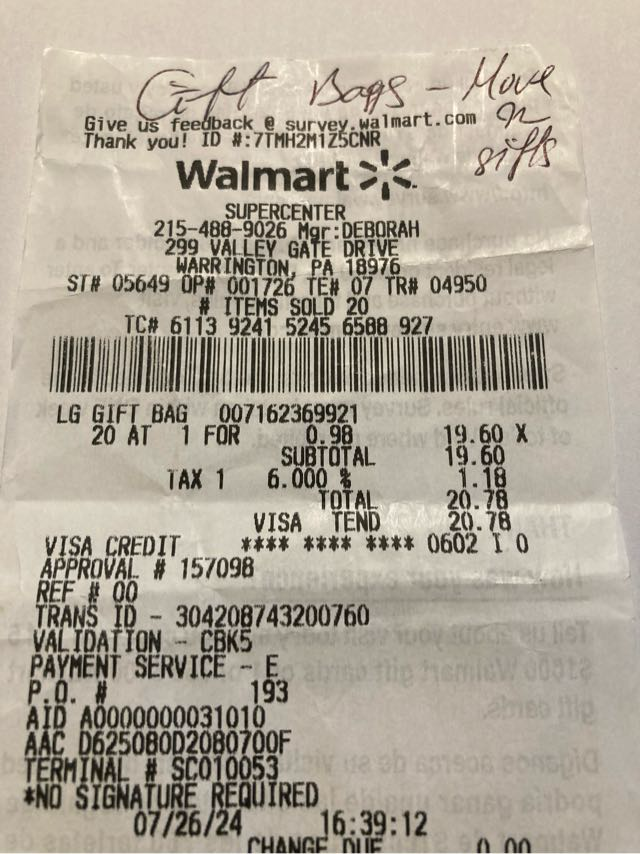 Gift Bags - Move
in
gifts
Give us feedback @ survey.walmart.com
Thank you! ID #:7TMH2M1Z5CNR
Walmart
SUPERCENTER
215-488-9026 Mgr:DEBORAH
299 VALLEY GATE DRIVE
WARRINGTON, PA 18976
ST# 05649 OP# 001726 TE# 07 TR# 04950
# ITEMS SOLD 20
TC# 6113 9241 5245 6588 927
LG GIFT BAG 007162369921
20 AT 1 FOR 0.98 19.60 X
SUBTOTAL 19.60
TAX 1 6.000 % 1.18
TOTAL 20.78
VISA TEND 20.78
VISA CREDIT **** **** **** 0602 I 0
APPROVAL # 157098
REF # 00
TRANS ID - 304208743200760
VALIDATION - CBK5
PAYMENT SERVICE - E
P.O. # 193
AID A0000000031010
AAC D625080D2080700F
TERMINAL # SC010053
*NO SIGNATURE REQUIRED
07/26/24 16:39:12
CHANGE DUE 0.00